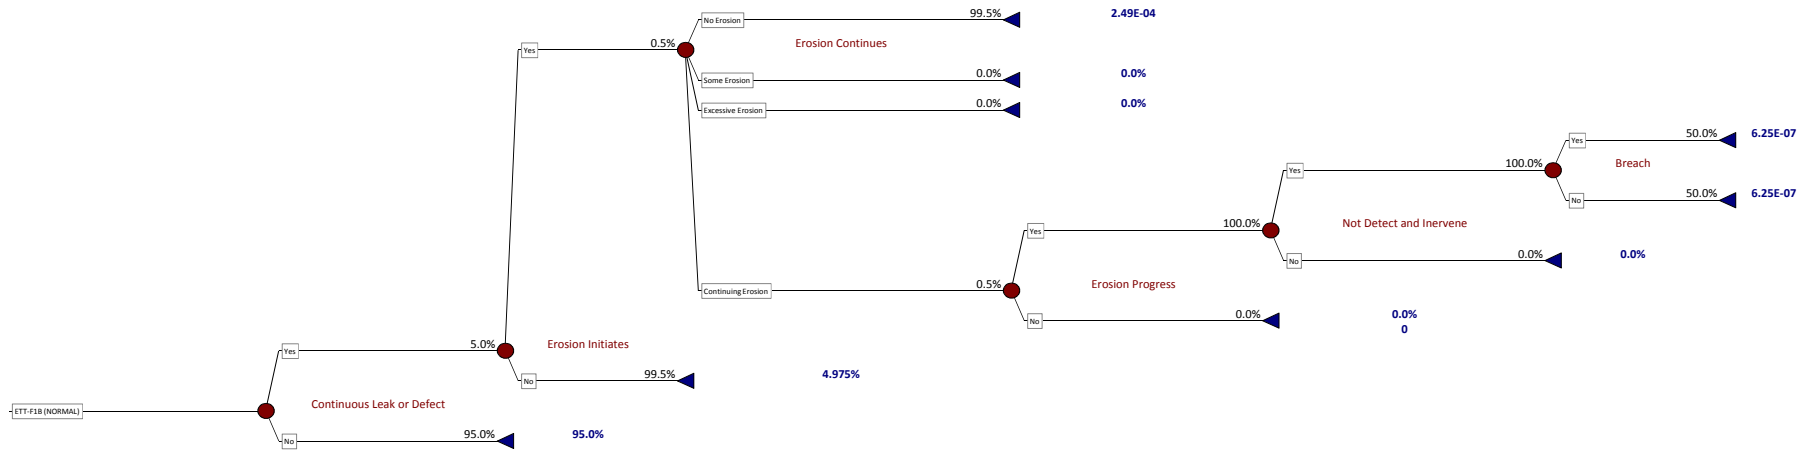 No Erosion 99.5% 2.49E-04
Yes 0.5% Erosion Continues
Some Erosion 0.0% 0.0%
Excessive Erosion 0.0% 0.0%
Yes 50.0% 6.25E-07
Yes 100.0% Breach
No 50.0% 6.25E-07
Yes 100.0% Not Detect and Inervene
No 0.0% 0.0%
Continuing Erosion 0.5% Erosion Progress
No 0.0% 0.0%
0
Yes 5.0% Erosion Initiates
No 99.5% 4.975%
ETT-F1B (NORMAL) Continuous Leak or Defect
No 95.0% 95.0%